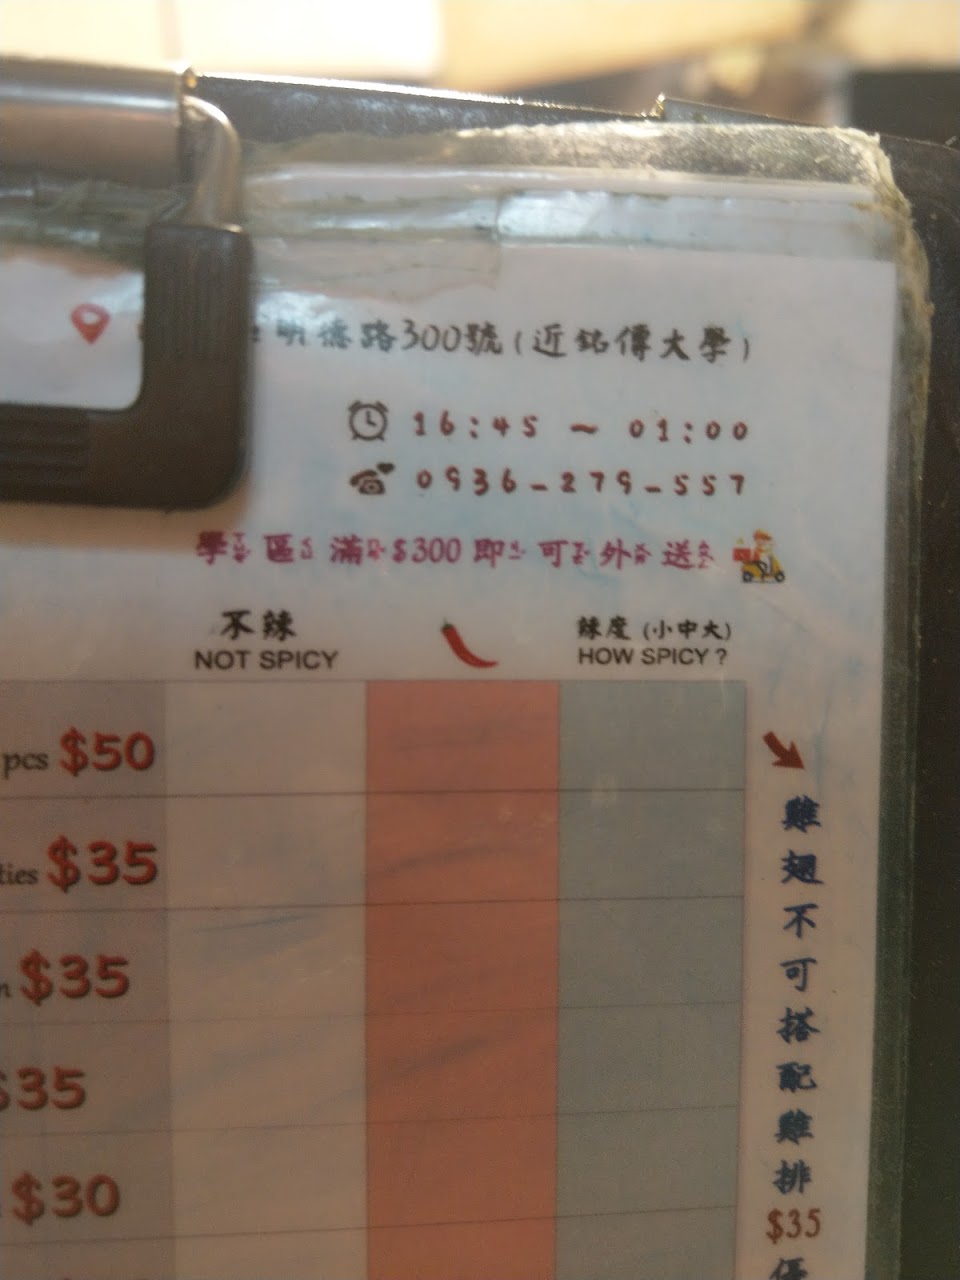 明德路300號(近銘傳大學)
16:45 ~ 01:00
0936-279-557
學區滿$300即可外送
不辣 辣度 (小中大)
NOT SPICY HOW SPICY ?
pcs $50
ties $35
$35
$35
$30
雞翅不可搭配雞排$35